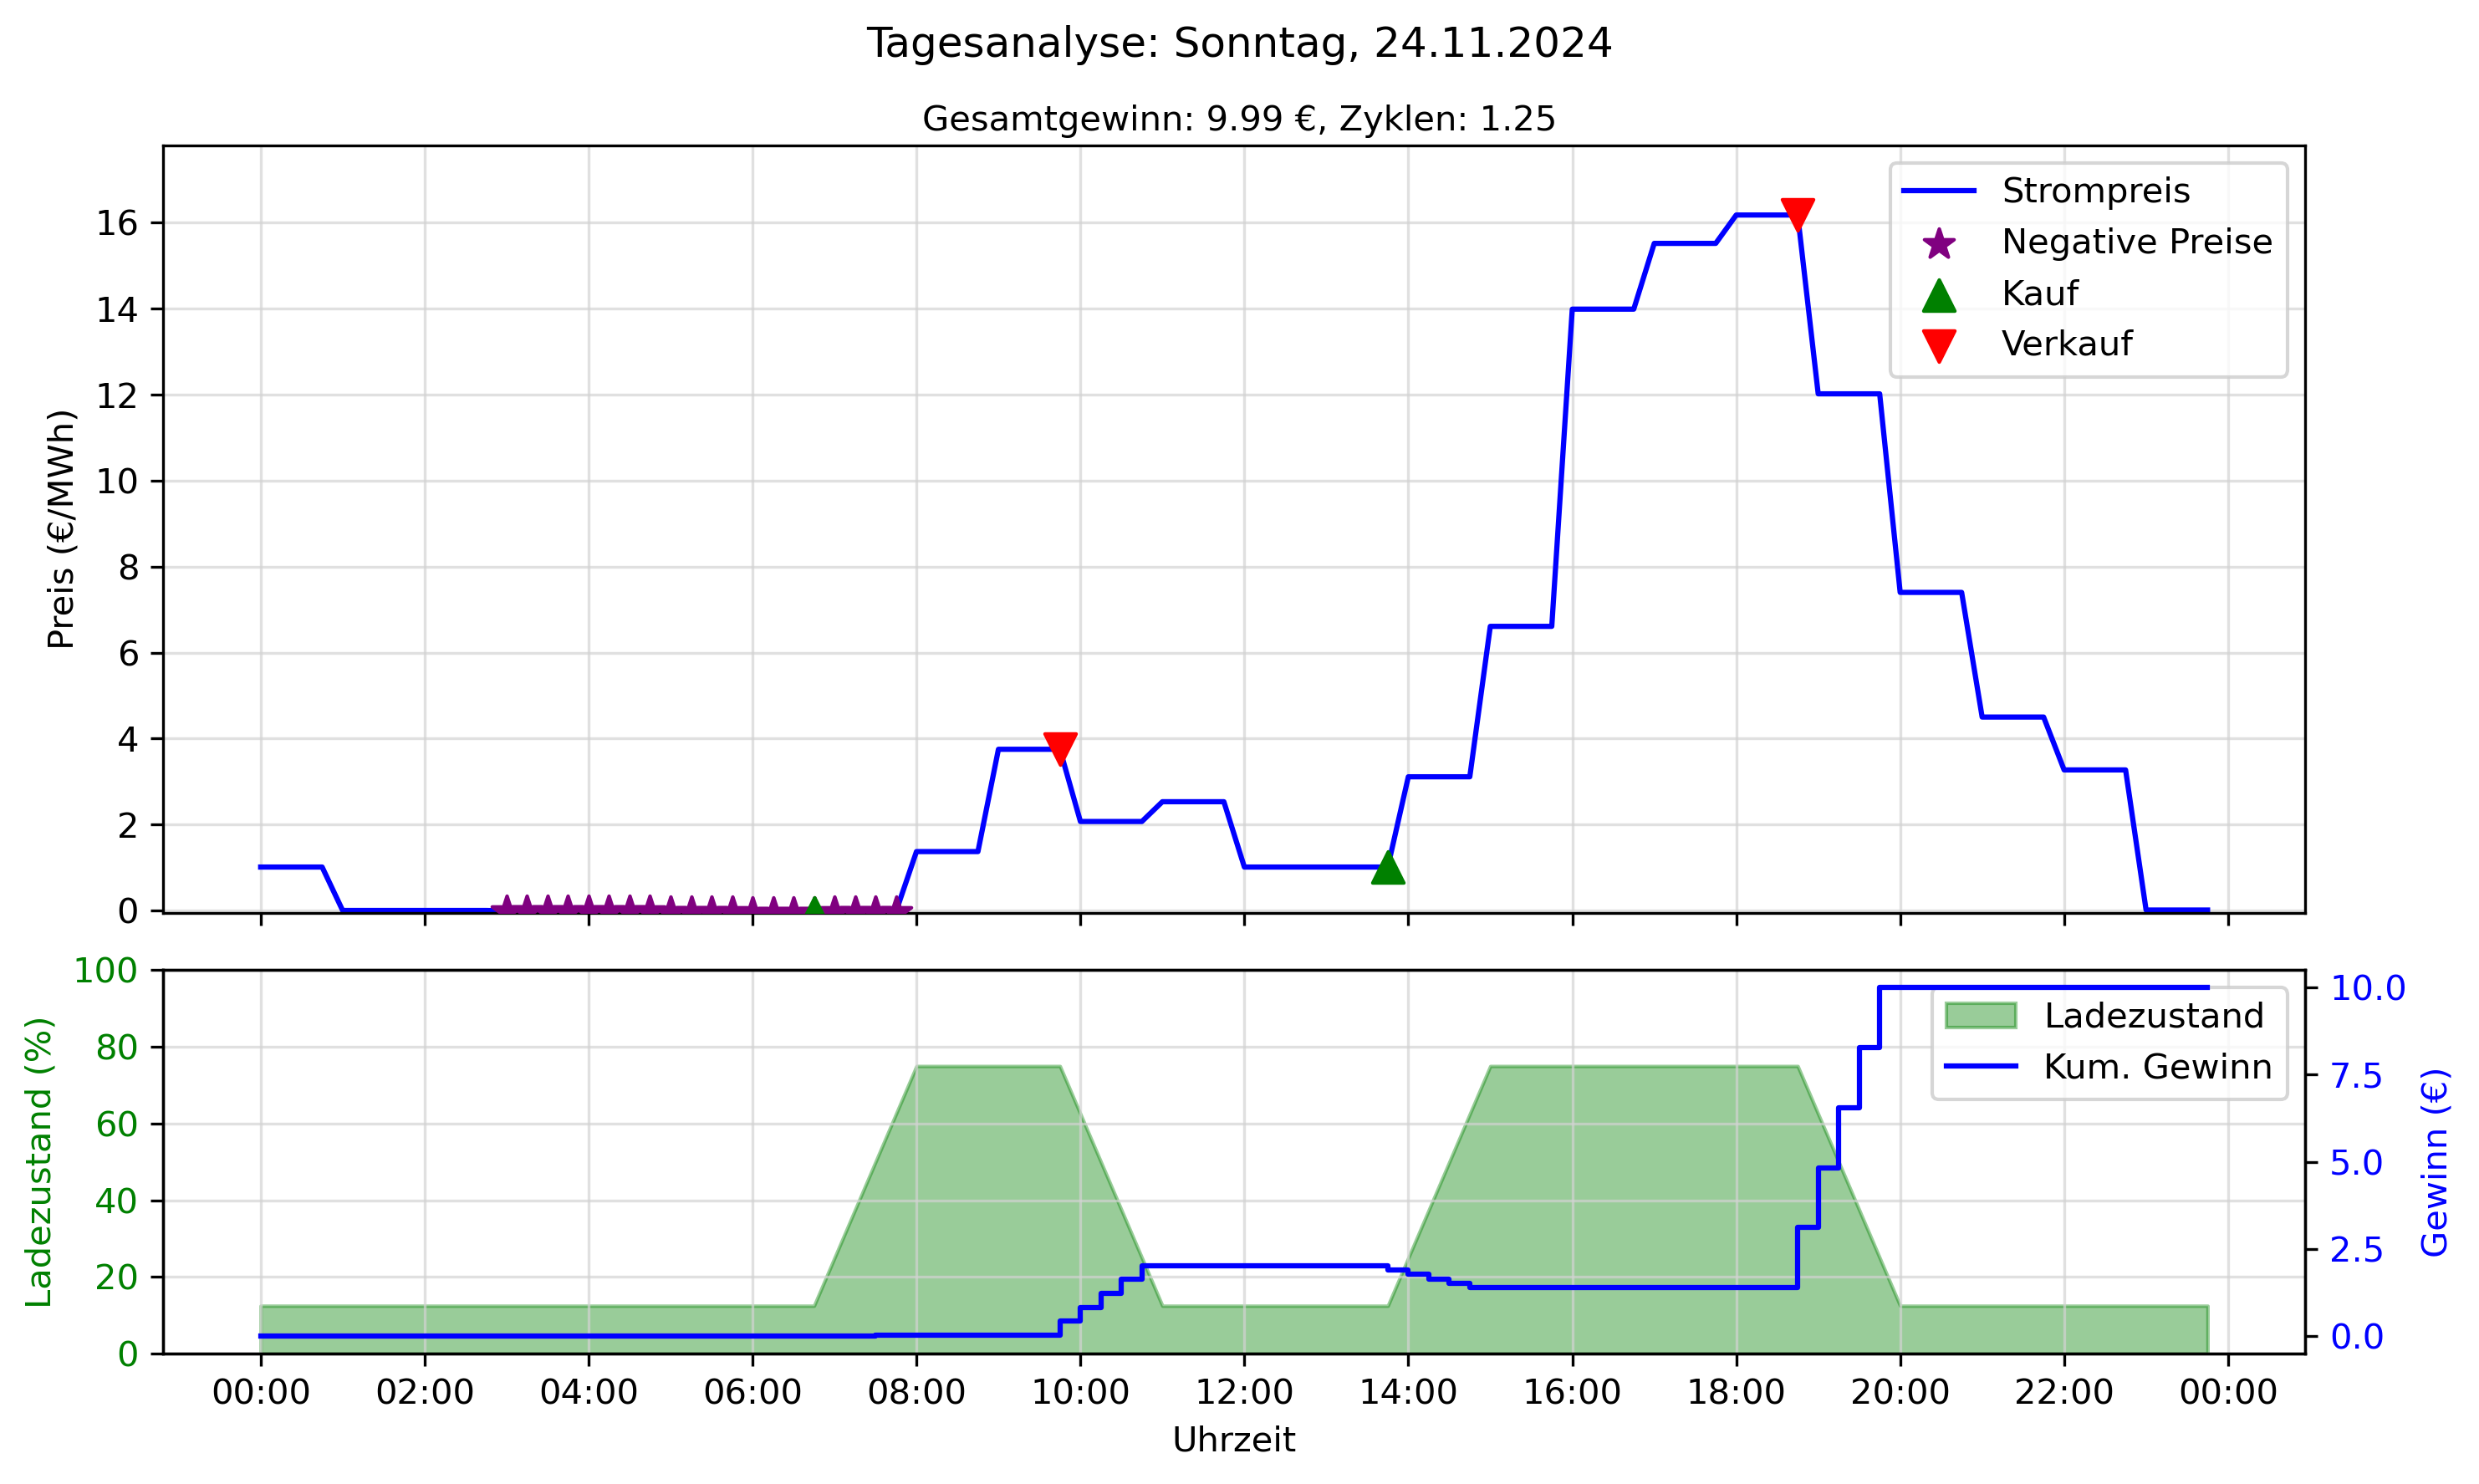 Tagesanalyse: Sonntag, 24.11.2024
Gesamtgewinn: 9.99 €, Zyklen: 1.25
Preis (€/MWh)
16
14
12
10
8
6
4
2
0
Strompreis
Negative Preise
Kauf
Verkauf
Ladezustand (%)
100
80
60
40
20
0
Ladezustand
Kum. Gewinn
10.0
7.5
5.0
2.5
0.0
Gewinn (€)
00:00 02:00 04:00 06:00 08:00 10:00 12:00 14:00 16:00 18:00 20:00 22:00 00:00
Uhrzeit